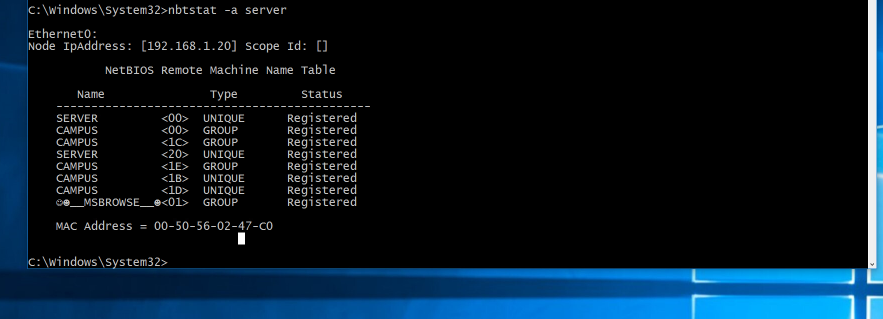 C:\Windows\System32>nbtstat -a server
Ethernet0:
Node IpAddress: [192.168.1.20] Scope Id: []
NetBIOS Remote Machine Name Table
Name Type Status
---------------------------------------------
SERVER <00> UNIQUE Registered
CAMPUS <00> GROUP Registered
CAMPUS <1C> GROUP Registered
SERVER <20> UNIQUE Registered
CAMPUS <1E> GROUP Registered
CAMPUS <1B> UNIQUE Registered
CAMPUS <1D> UNIQUE Registered
☺☻__MSBROWSE__☻<01> GROUP Registered
MAC Address = 00-50-56-02-47-C0
C:\Windows\System32>